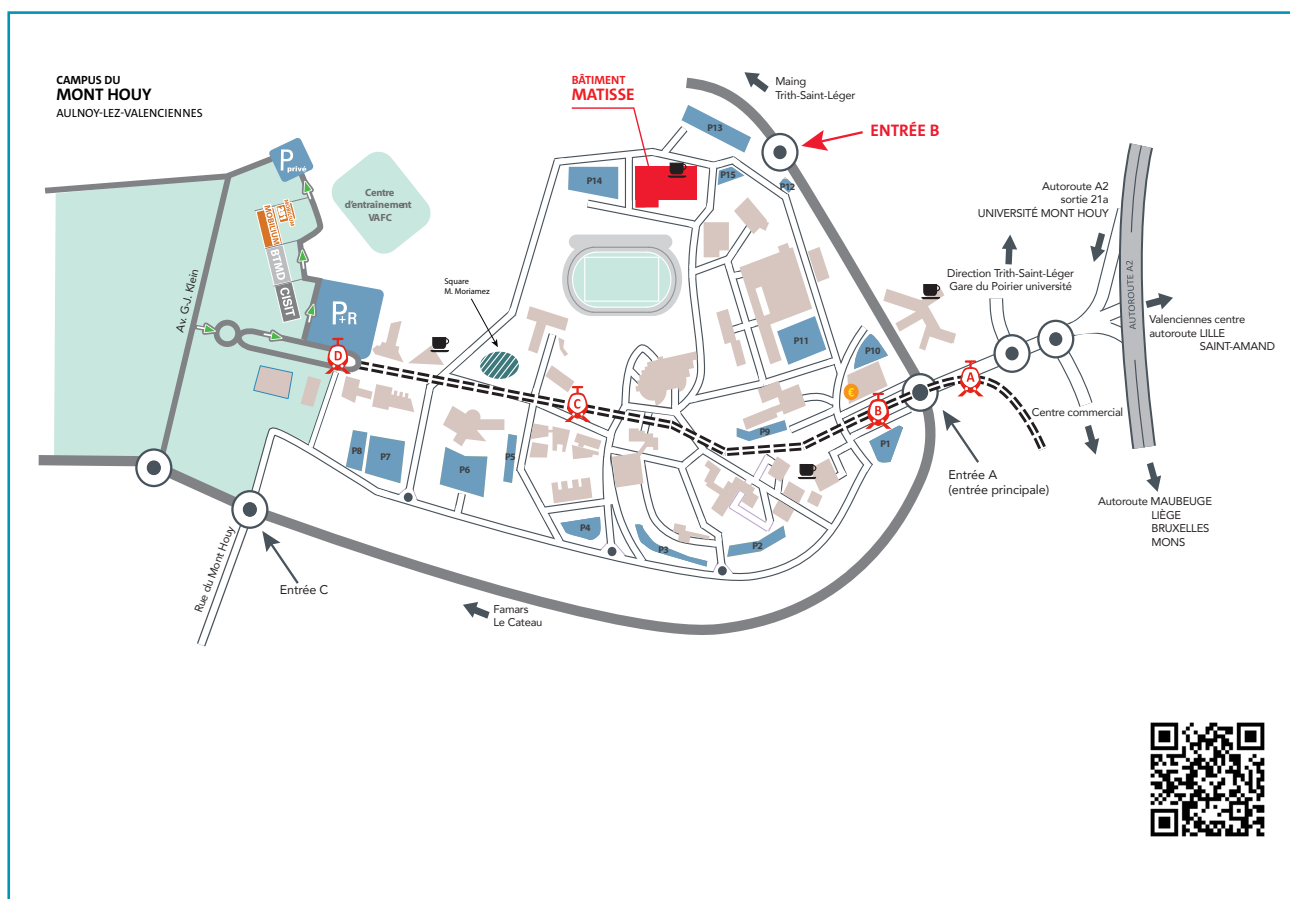 CAMPUS DU
MONT HOUY
AULNOY-LEZ-VALENCIENNES
BÂTIMENT
MATISSE
Maing
Trith-Saint-Léger
ENTRÉE B
P13
P14
P15
P12
P
privé
Centre
d'entraînement
VAFC
Autoroute A2
sortie 21a
UNIVERSITÉ MONT HOUY
AUTOROUTE A2
MOBILIUM
BTMD
CISIT
Av. G-J. Klein
P+R
Square
M. Moriamez
Direction Trith-Saint-Léger
Gare du Poirier université
Valenciennes centre
autoroute LILLE
SAINT-AMAND
P11
P10
D
C
B
A
€
P9
P1
Centre commercial
P8
P7
P6
P5
Entrée A
(entrée principale)
Autoroute MAUBEUGE
LIÈGE
BRUXELLES
MONS
P4
P3
P2
Rue du Mont Houy
Entrée C
Famars
Le Cateau